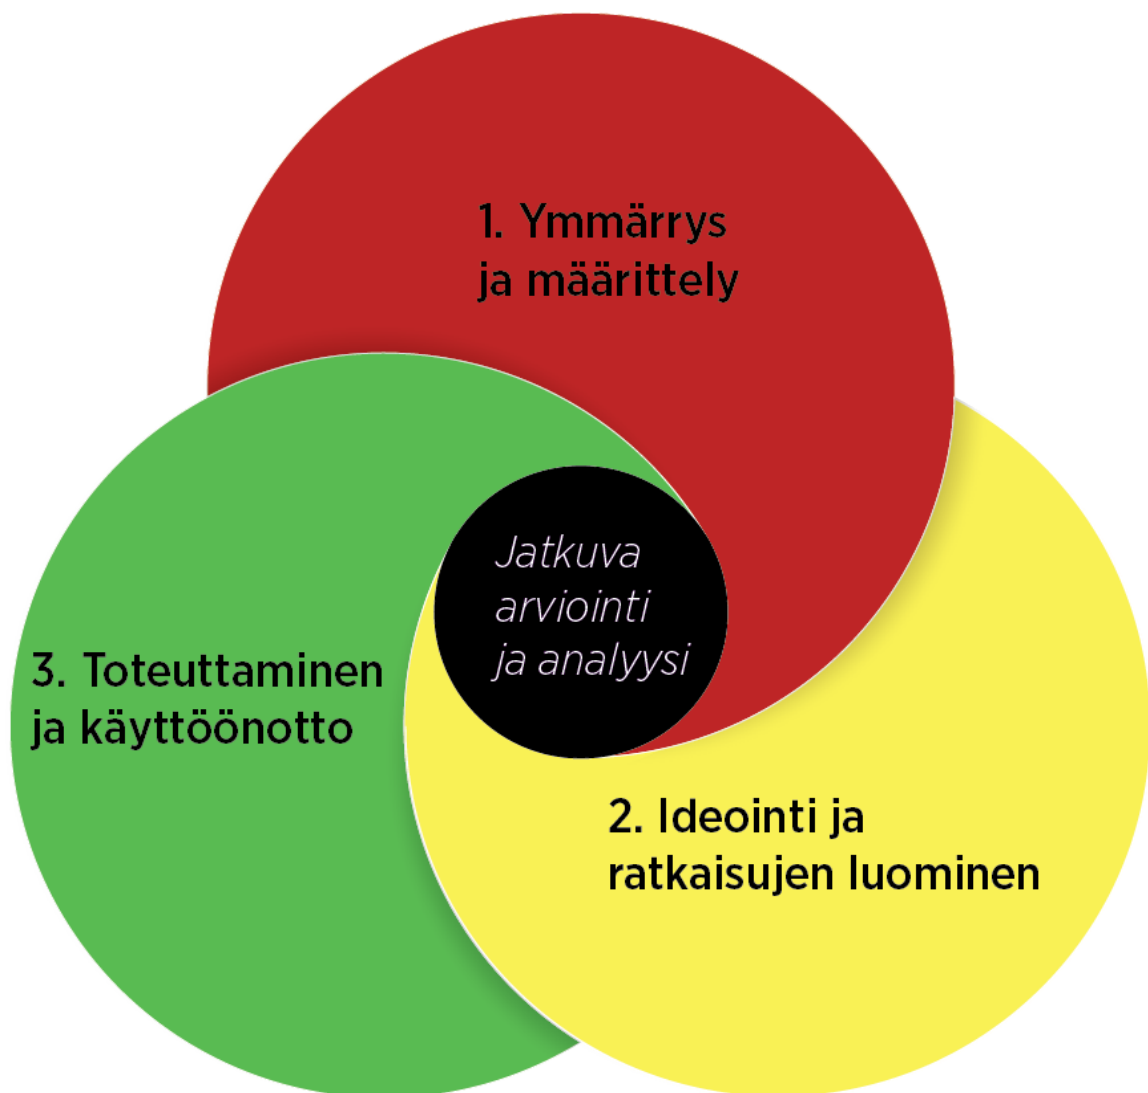 1. Ymmärrys
ja määrittely
Jatkuva
arviointi
ja analyysi
3. Toteuttaminen
ja käyttöönotto
2. Ideointi ja
ratkaisujen luominen